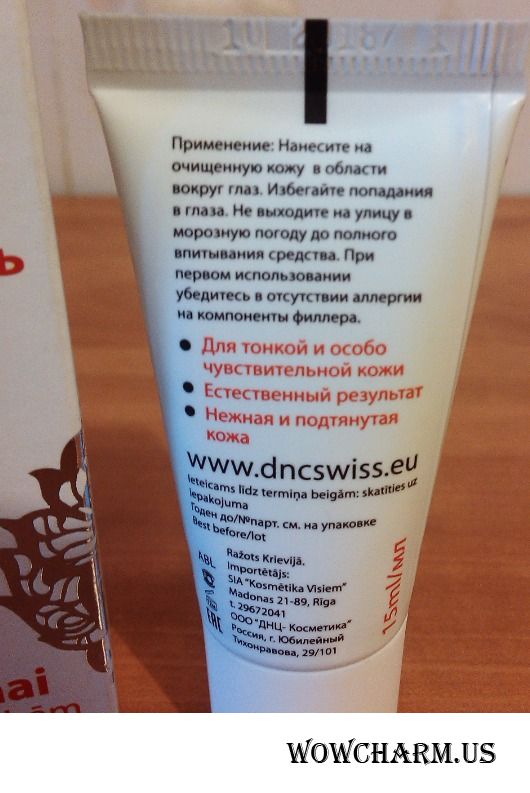 Применение: Нанесите на
очищенную кожу в области
вокруг глаз. Избегайте попадания
в глаза. Не выходите на улицу в
морозную погоду до полного
впитывания средства. При
первом использовании
убедитесь в отсутствии аллергии
на компоненты филлера.
• Для тонкой и особо
чувствительной кожи
• Естественный результат
• Нежная и подтянутая
кожа
www.dncswiss.eu
Ieteicams līdz termiņa beigām: skatīties uz
iepakojuma
Годен до/№парт. см. на упаковке
Best before/lot
ABL
Ražots Krievijā.
Importētājs:
SIA "Kosmētika Visiem"
Madonas 21-89, Rīga
t. 29672041
ООО "ДНЦ- Косметика"
Россия, г. Юбилейный
Тихонравова, 29/101
EAC
15ml/мл
ь
nai
WOWCHARM.US